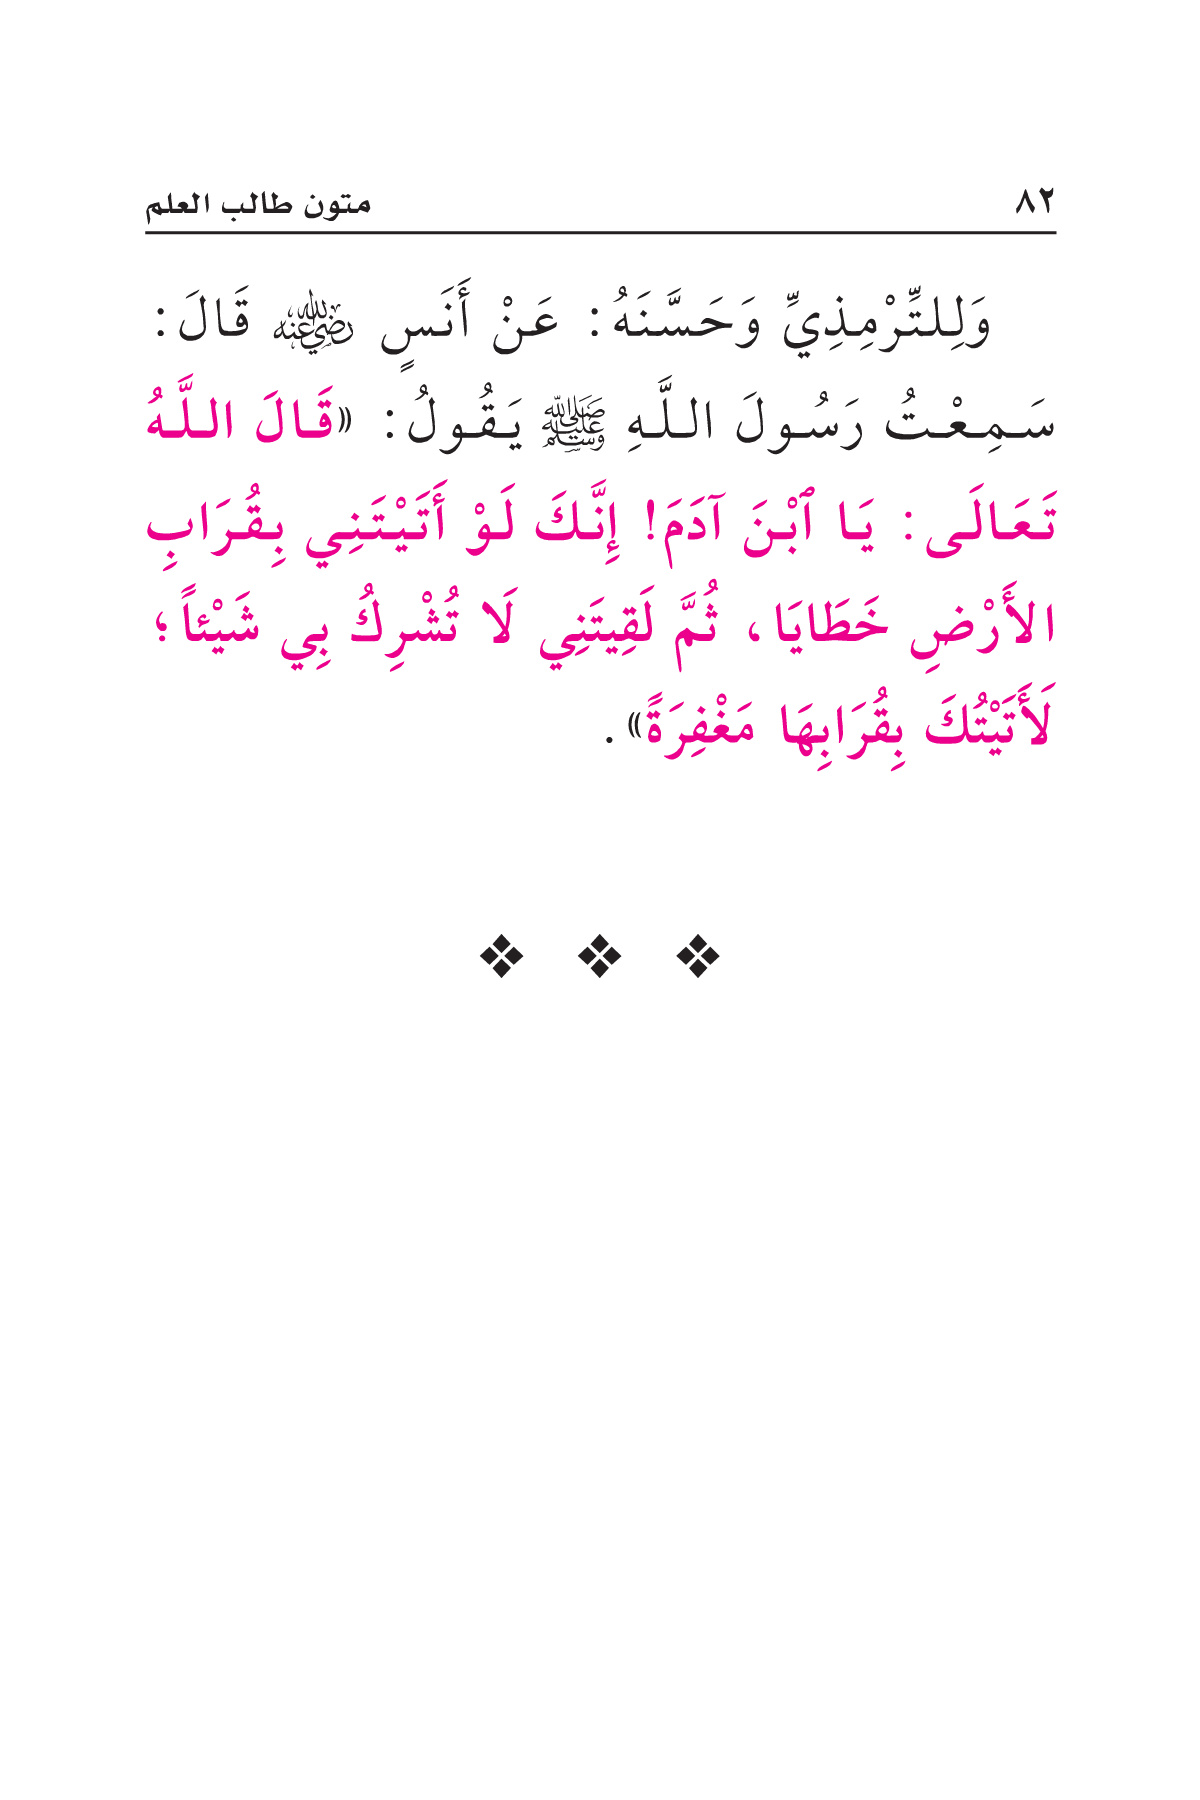 ٨٢ متون طالب العلم
وَلِلتِّرْمِذِيِّ وَحَسَّنَهُ: عَنْ أَنَسٍ رضي الله عنه قَالَ:
سَمِعْتُ رَسُولَ اللَّهِ ﷺ يَقُولُ: «قَالَ اللَّهُ
تَعَالَى: يَا ٱبْنَ آدَمَ! إِنَّكَ لَوْ أَتَيْتَنِي بِقُرَابِ
الأَرْضِ خَطَايَا، ثُمَّ لَقِيتَنِي لَا تُشْرِكُ بِي شَيْئاً؛
لَأَتَيْتُكَ بِقُرَابِهَا مَغْفِرَةً».